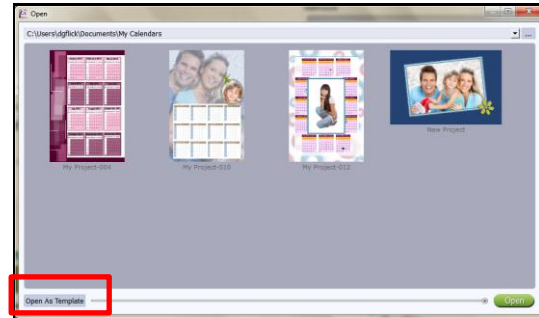 Open
C:\Users\dgflick\Documents\My Calendars
...
My Project-004
My Project-010
My Project-012
New Project
Open As Template
Open